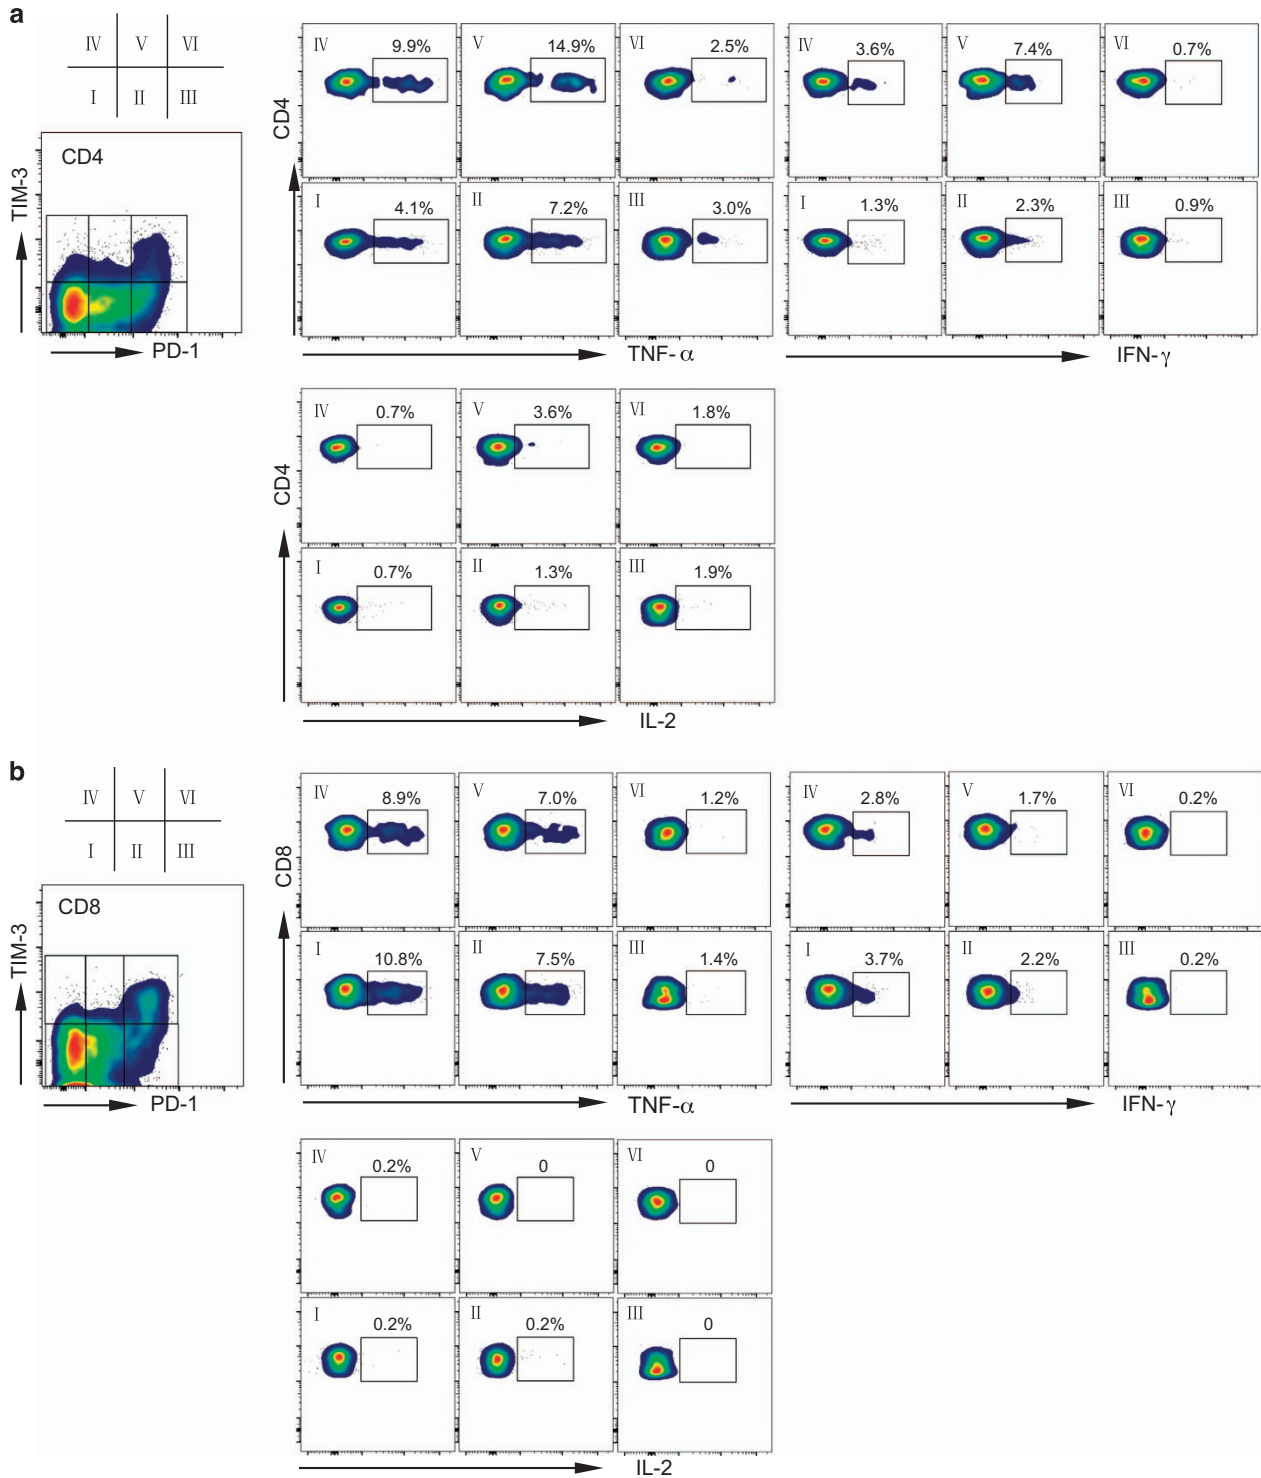 a
IV V VI
I II III
CD4
TIM-3
PD-1
IV 9.9% V 14.9% VI 2.5% IV 3.6% V 7.4% VI 0.7%
CD4
I 4.1% II 7.2% III 3.0% I 1.3% II 2.3% III 0.9%
TNF-α IFN-γ
IV 0.7% V 3.6% VI 1.8%
CD4
I 0.7% II 1.3% III 1.9%
IL-2
b
IV V VI
I II III
CD8
TIM-3
PD-1
IV 8.9% V 7.0% VI 1.2% IV 2.8% V 1.7% VI 0.2%
CD8
I 10.8% II 7.5% III 1.4% I 3.7% II 2.2% III 0.2%
TNF-α IFN-γ
IV 0.2% V 0 VI 0
I 0.2% II 0.2% III 0
IL-2